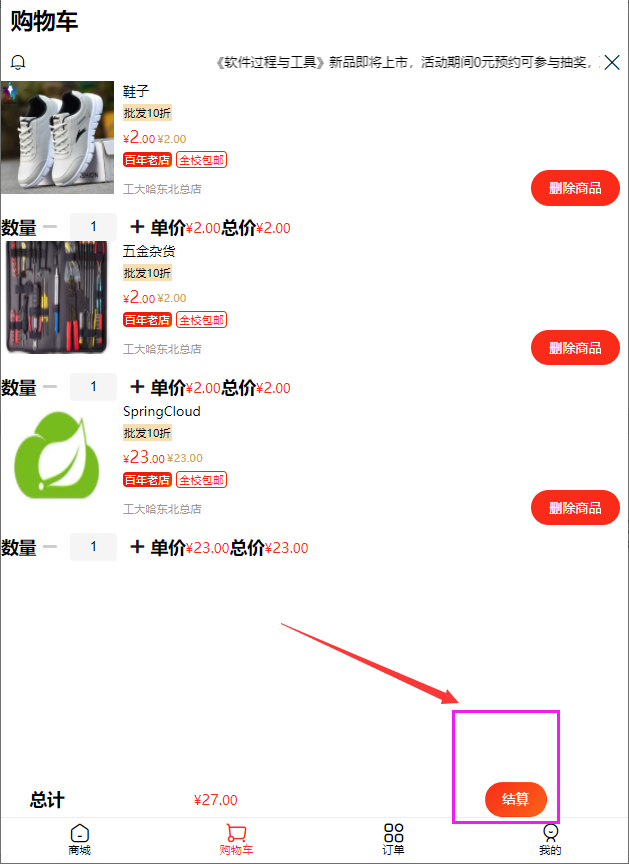 购物车
《软件过程与工具》新品即将上市，活动期间0元预约可参与抽奖，
鞋子
批发10折
¥2.00 ¥2.00
百年老店 全校包邮
工大哈东北总店
删除商品
数量 — 1 + 单价¥2.00总价¥2.00
五金杂货
批发10折
¥2.00 ¥2.00
百年老店 全校包邮
工大哈东北总店
删除商品
数量 — 1 + 单价¥2.00总价¥2.00
SpringCloud
批发10折
¥23.00 ¥23.00
百年老店 全校包邮
工大哈东北总店
删除商品
数量 — 1 + 单价¥23.00总价¥23.00
总计 ¥27.00 结算
商城 购物车 订单 我的